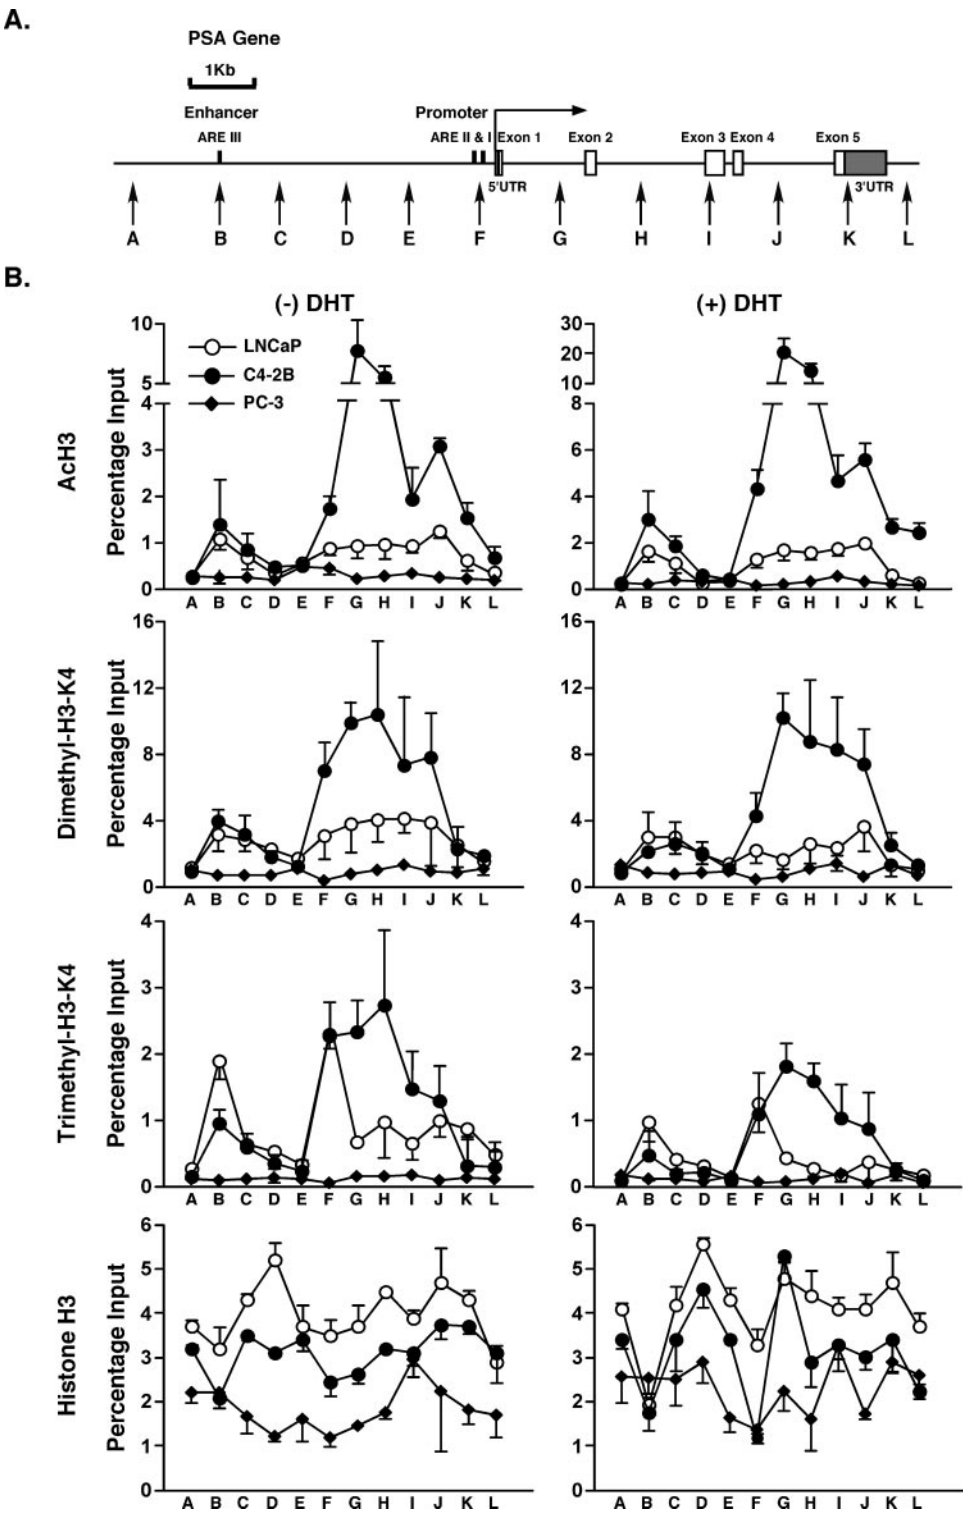 A.
PSA Gene
1Kb
Enhancer
Promoter
ARE III
ARE II & I
Exon 1
Exon 2
Exon 3
Exon 4
Exon 5
5'UTR
3'UTR
A B C D E F G H I J K L
B.
(-) DHT
(+) DHT
AcH3
Percentage Input
10
5
4
3
2
1
0
LNCaP
C4-2B
PC-3
A B C D E F G H I J K L
30
20
10
8
6
4
2
0
A B C D E F G H I J K L
Dimethyl-H3-K4
Percentage Input
16
12
8
4
0
A B C D E F G H I J K L
16
12
8
4
0
A B C D E F G H I J K L
Trimethyl-H3-K4
Percentage Input
4
3
2
1
0
A B C D E F G H I J K L
4
3
2
1
0
A B C D E F G H I J K L
Histone H3
Percentage Input
6
5
4
3
2
1
0
A B C D E F G H I J K L
6
5
4
3
2
1
0
A B C D E F G H I J K L